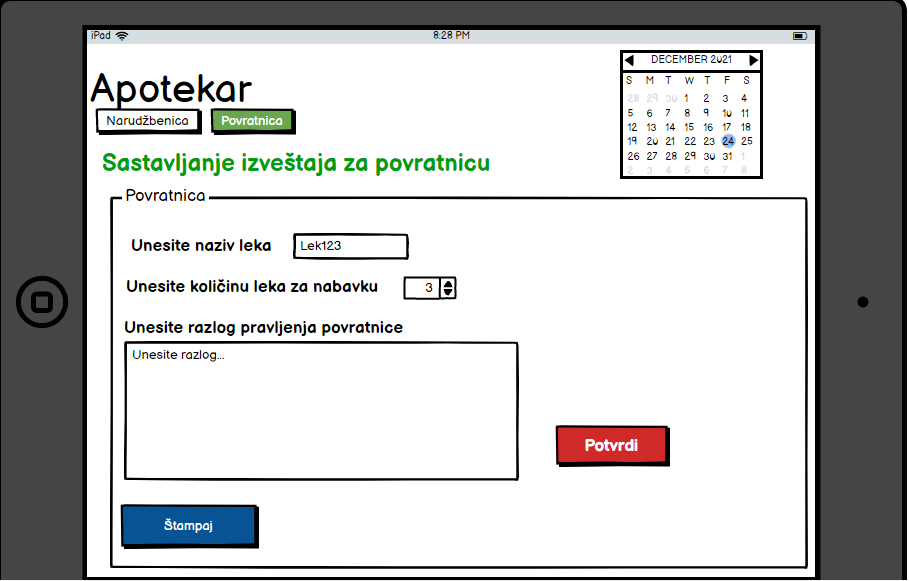 iPad 8:28 PM
Apotekar
Narudžbenica Povratnica
DECEMBER 2021
S M T W T F S
28 29 30 1 2 3 4
5 6 7 8 9 10 11
12 13 14 15 16 17 18
19 20 21 22 23 24 25
26 27 28 29 30 31 1
2 3 4 5 6 7 8
Sastavljanje izveštaja za povratnicu
Povratnica
Unesite naziv leka Lek123
Unesite količinu leka za nabavku 3
Unesite razlog pravljenja povratnice
Unesite razlog...
Potvrdi
Štampaj